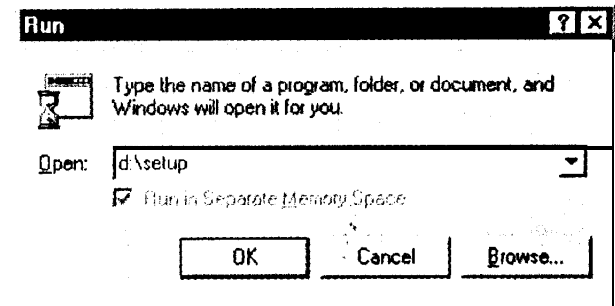 Run
Type the name of a program, folder, or document, and
Windows will open it for you.
Open:
d:\setup
Run in Separate Memory Space
OK
Cancel
Browse...